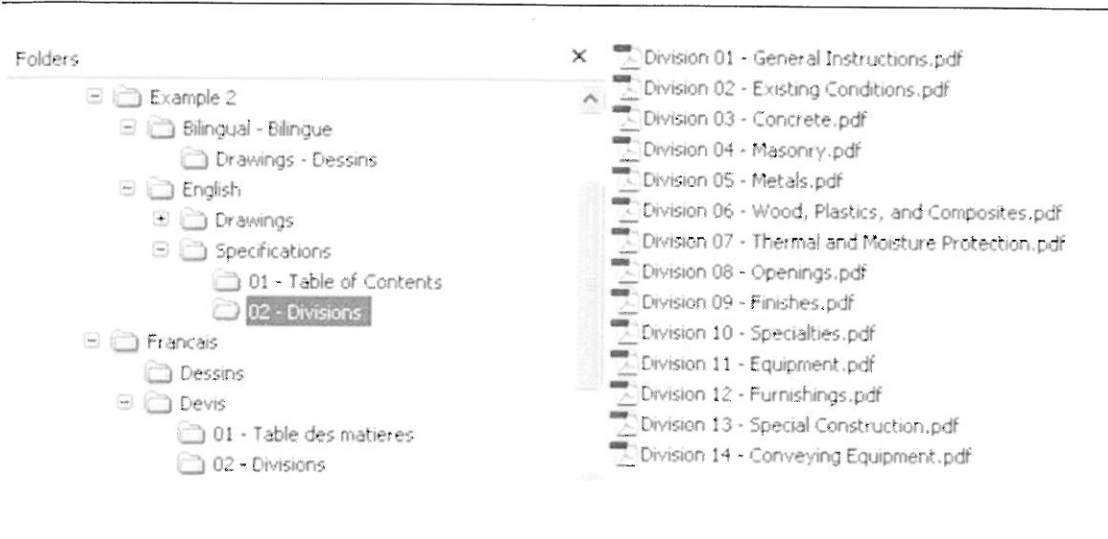 Folders
Example 2
Bilingual - Bilingue
Drawings - Dessins
English
Drawings
Specifications
01 - Table of Contents
02 - Divisions
Francais
Dessins
Devis
01 - Table des matieres
02 - Divisions
Division 01 - General Instructions.pdf
Division 02 - Existing Conditions.pdf
Division 03 - Concrete.pdf
Division 04 - Masonry.pdf
Division 05 - Metals.pdf
Division 06 - Wood, Plastics, and Composites.pdf
Division 07 - Thermal and Moisture Protection.pdf
Division 08 - Openings.pdf
Division 09 - Finishes.pdf
Division 10 - Specialties.pdf
Division 11 - Equipment.pdf
Division 12 - Furnishings.pdf
Division 13 - Special Construction.pdf
Division 14 - Conveying Equipment.pdf